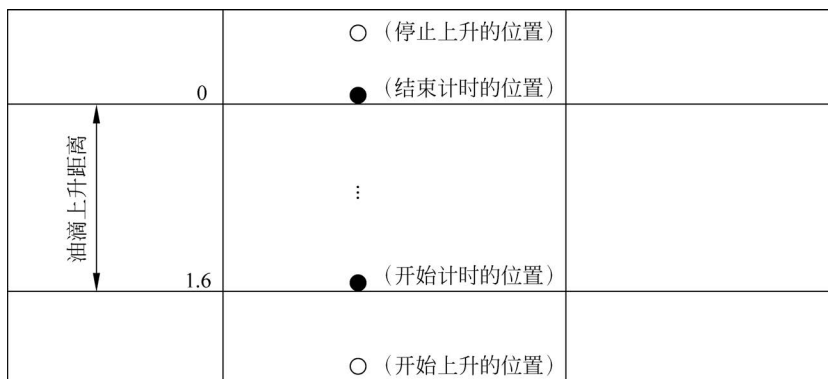 （停止上升的位置）
0
（结束计时的位置）
油滴上升距离
⋮
1.6
（开始计时的位置）
（开始上升的位置）